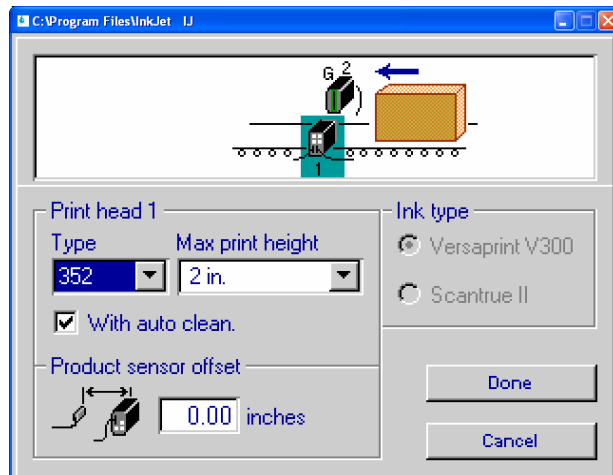 C:\Program Files\InkJet IJ
G 2
1
Print head 1
Type
Max print height
352
2 in.
With auto clean.
Product sensor offset
0.00 inches
Ink type
Versaprint V300
Scantrue II
Done
Cancel